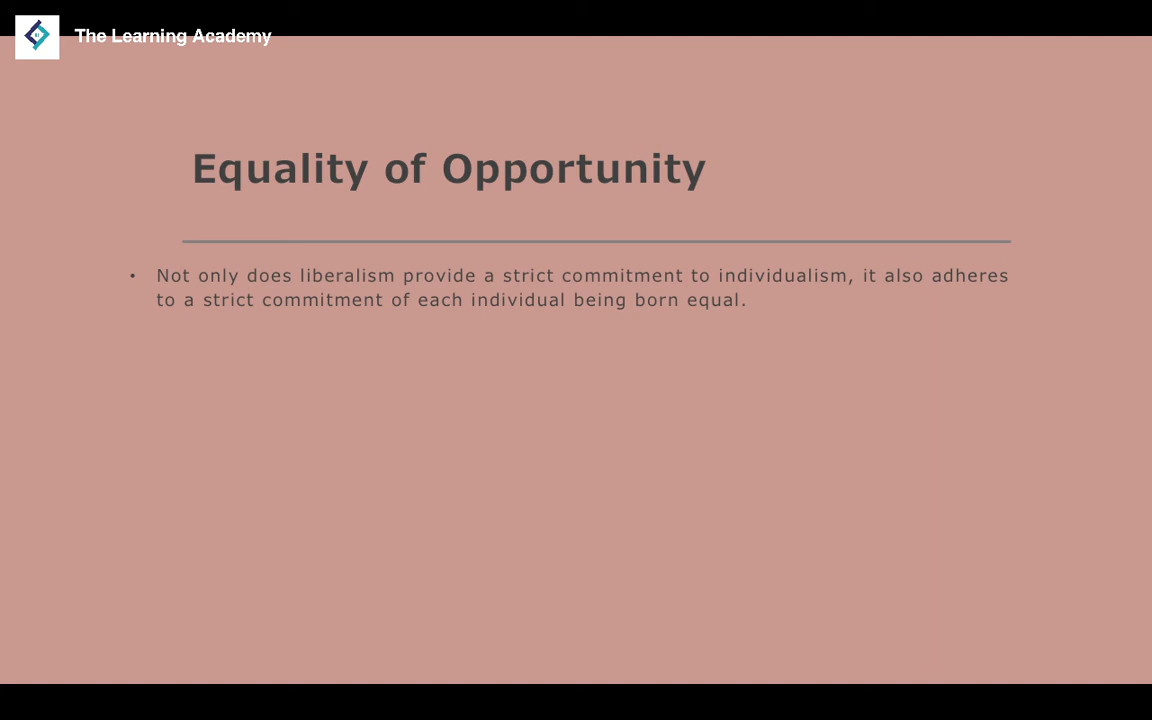 The Learning Academy
Equality of Opportunity
• Not only does liberalism provide a strict commitment to individualism, it also adheres
to a strict commitment of each individual being born equal.